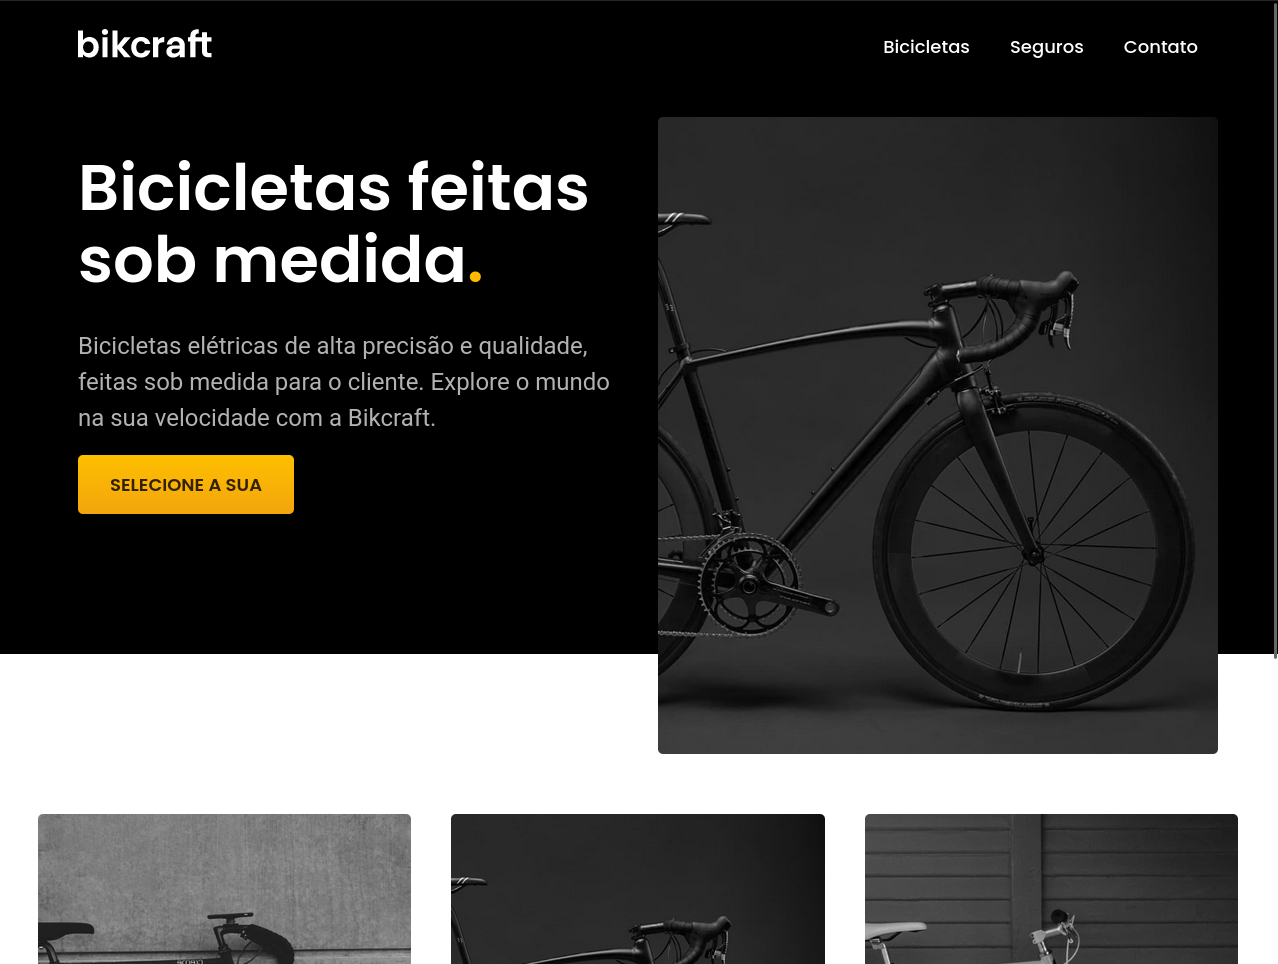 bikcraft
Bicicletas
Seguros
Contato
Bicicletas feitas
sob medida.
Bicicletas elétricas de alta precisão e qualidade,
feitas sob medida para o cliente. Explore o mundo
na sua velocidade com a Bikcraft.
SELECIONE A SUA